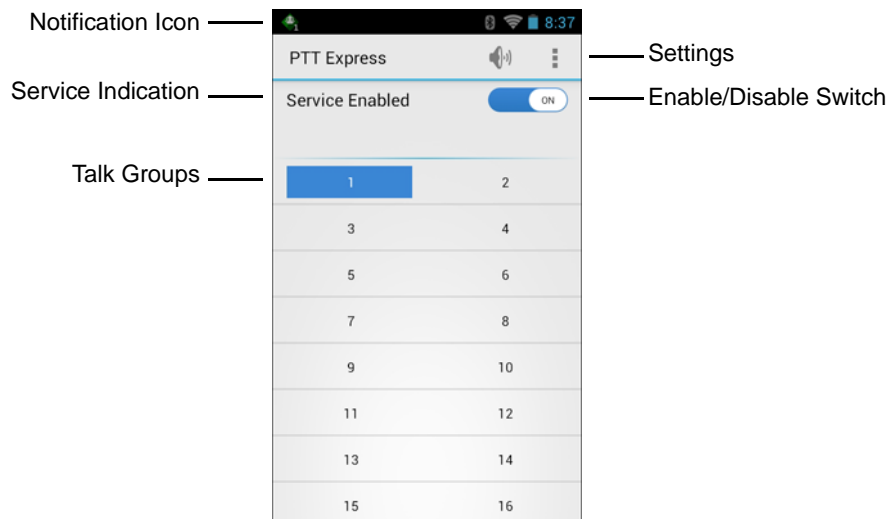 Notification Icon
1
8:37
PTT Express
Settings
Service Indication
Service Enabled
ON
Enable/Disable Switch
Talk Groups
1 2
3 4
5 6
7 8
9 10
11 12
13 14
15 16